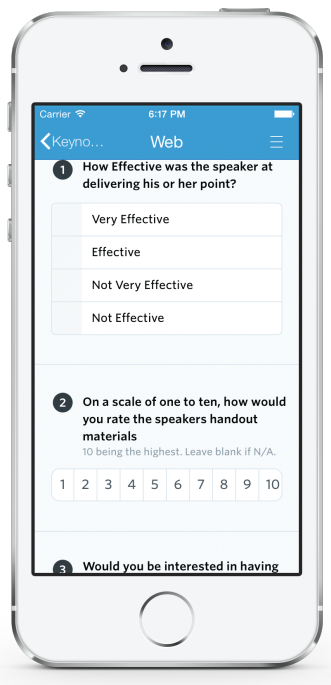 Carrier 6:17 PM
Keyno... Web
1 How Effective was the speaker at
delivering his or her point?
Very Effective
Effective
Not Very Effective
Not Effective
2 On a scale of one to ten, how would
you rate the speakers handout
materials
10 being the highest. Leave blank if N/A.
1 2 3 4 5 6 7 8 9 10
3 Would you be interested in having